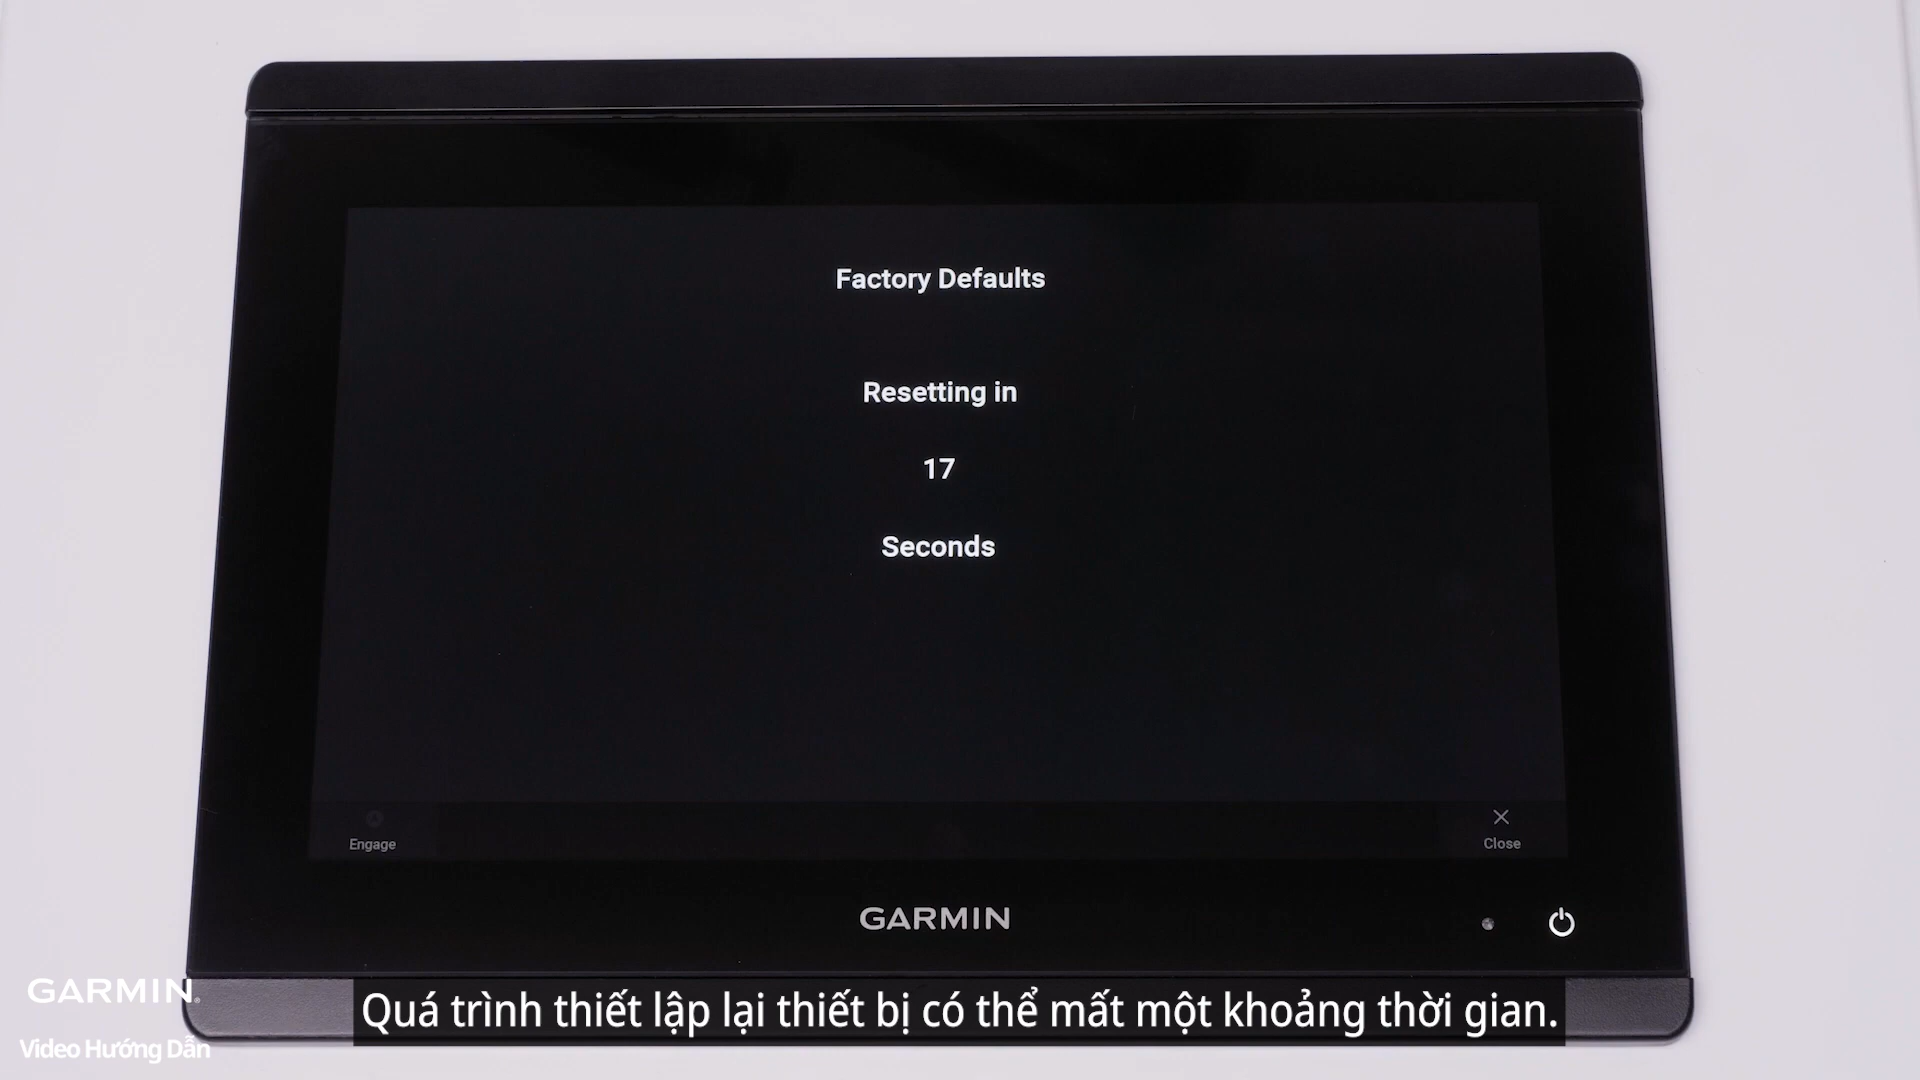 Factory Defaults
Resetting in
17
Seconds
Engage
Close
GARMIN
GARMIN®
Video Hướng Dẫn
Quá trình thiết lập lại thiết bị có thể mất một khoảng thời gian.